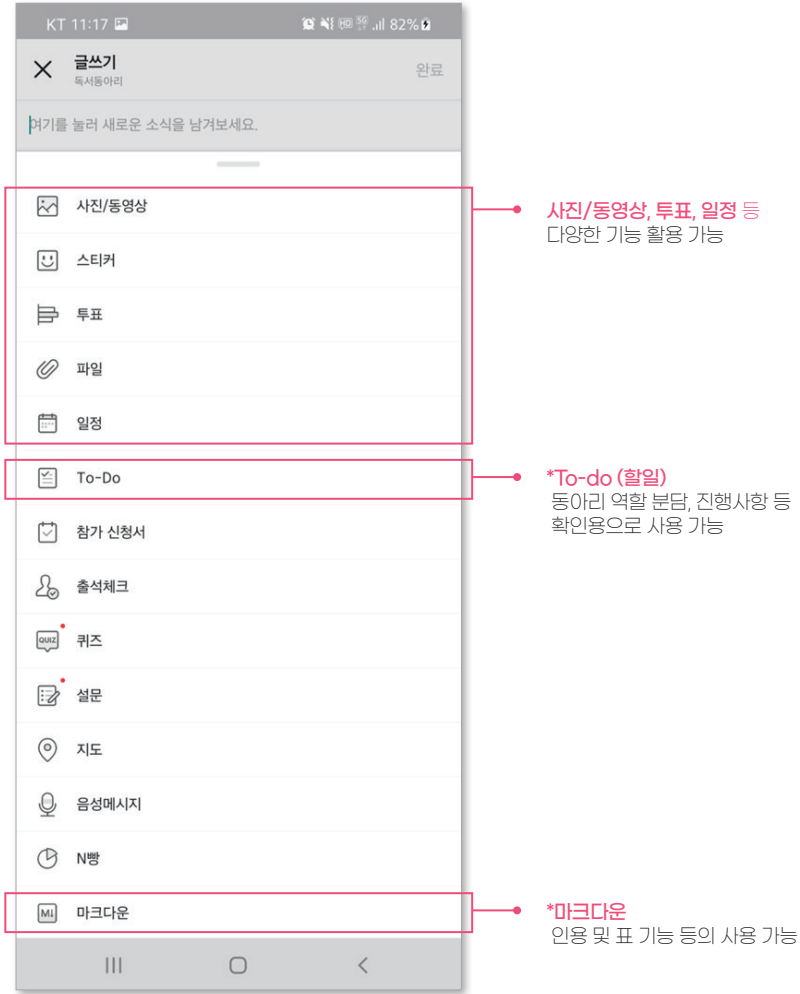 KT 11:17 82%
글쓰기
독서동아리
완료
여기를 눌러 새로운 소식을 남겨보세요.
사진/동영상
스티커
투표
파일
일정
To-Do
참가 신청서
출석체크
QUIZ 퀴즈
설문
지도
음성메시지
N빵
M↓ 마크다운
사진/동영상, 투표, 일정 등
다양한 기능 활용 가능
*To-do (할일)
동아리 역할 분담, 진행사항 등
확인용으로 사용 가능
*마크다운
인용 및 표 기능 등의 사용 가능